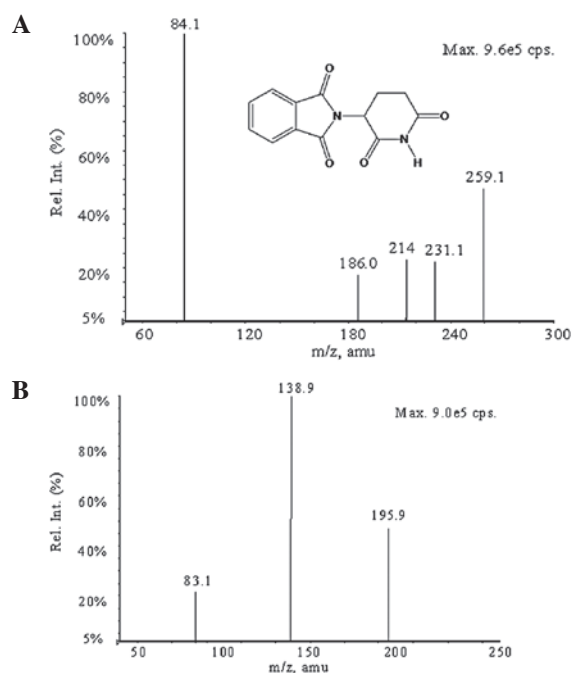 A
84.1
100%
Max. 9.6e5 cps.
80%
O
60%
N
O
O
N
O
H
259.1
Rel. Int. (%)
40%
214
231.1
20%
186.0
5%
60
120
180
240
300
m/z, amu
B
138.9
100%
Max. 9.0e5 cps.
80%
60%
195.9
Rel. Int. (%)
40%
83.1
20%
5%
50
100
150
200
250
m/z, amu